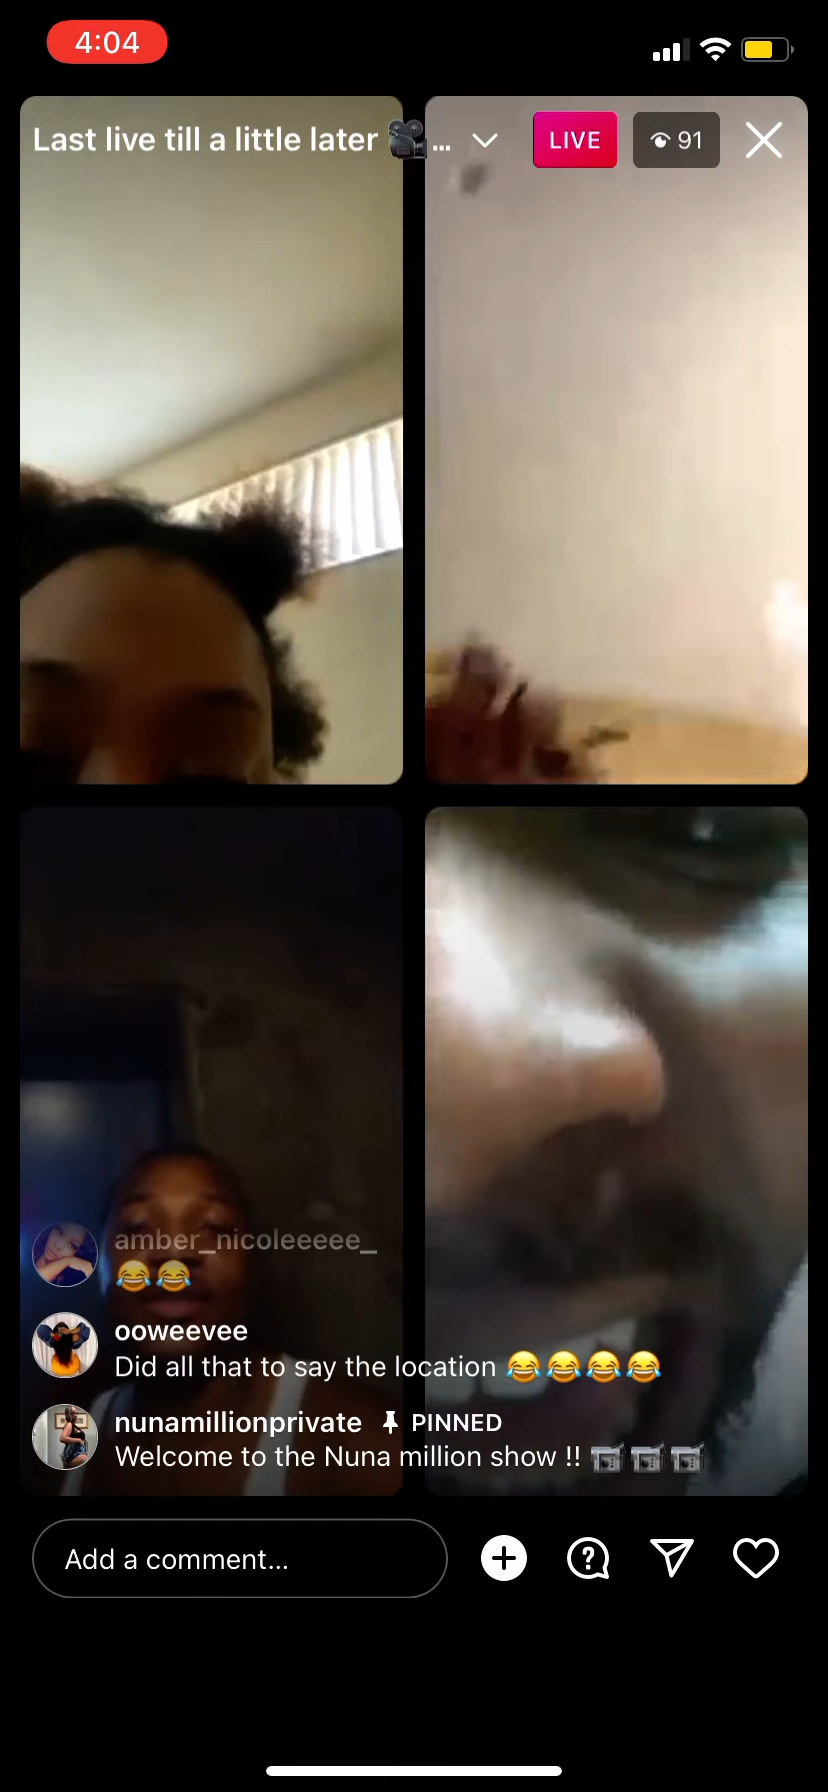 4:04
Last live till a little later 🎥...
LIVE
91
amber_nicoleeeee_
😂😂
ooweevee
Did all that to say the location 😂😂😂😂
nunamillionprivate PINNED
Welcome to the Nuna million show !! 📹📹📹
Add a comment...